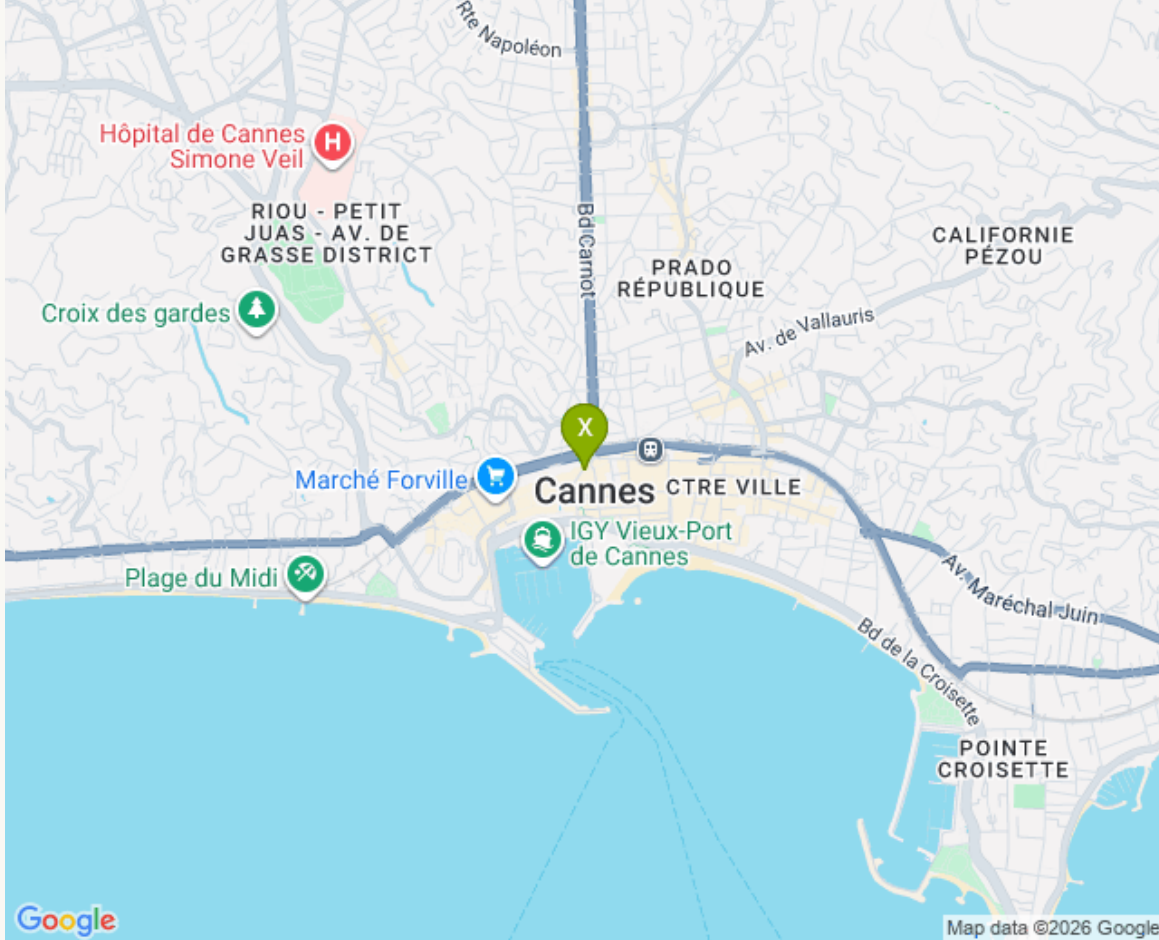 Rte Napoléon
Hôpital de Cannes
Simone Veil
H
RIOU - PETIT
JUAS - AV. DE
GRASSE DISTRICT
Bd Carnot
CALIFORNIE
PÉZOU
PRADO
RÉPUBLIQUE
Croix des gardes
Av. de Vallauris
X
Marché Forville
Cannes
CTRE VILLE
IGY Vieux-Port
de Cannes
Plage du Midi
Av. Maréchal Juin
Bd de la Croisette
POINTE
CROISETTE
Google
Map data ©2026 Google